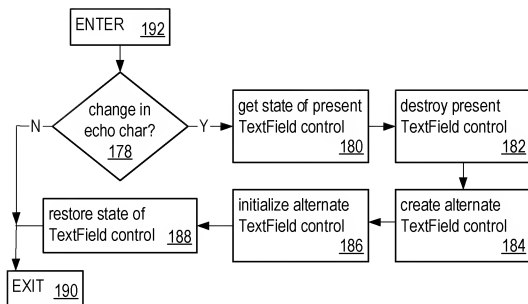 ENTER 192
change in
echo char?
178
N
Y
get state of present
TextField control
180
destroy present
TextField control
182
create alternate
TextField control
184
initialize alternate
TextField control
186
restore state of
TextField control 188
EXIT 190